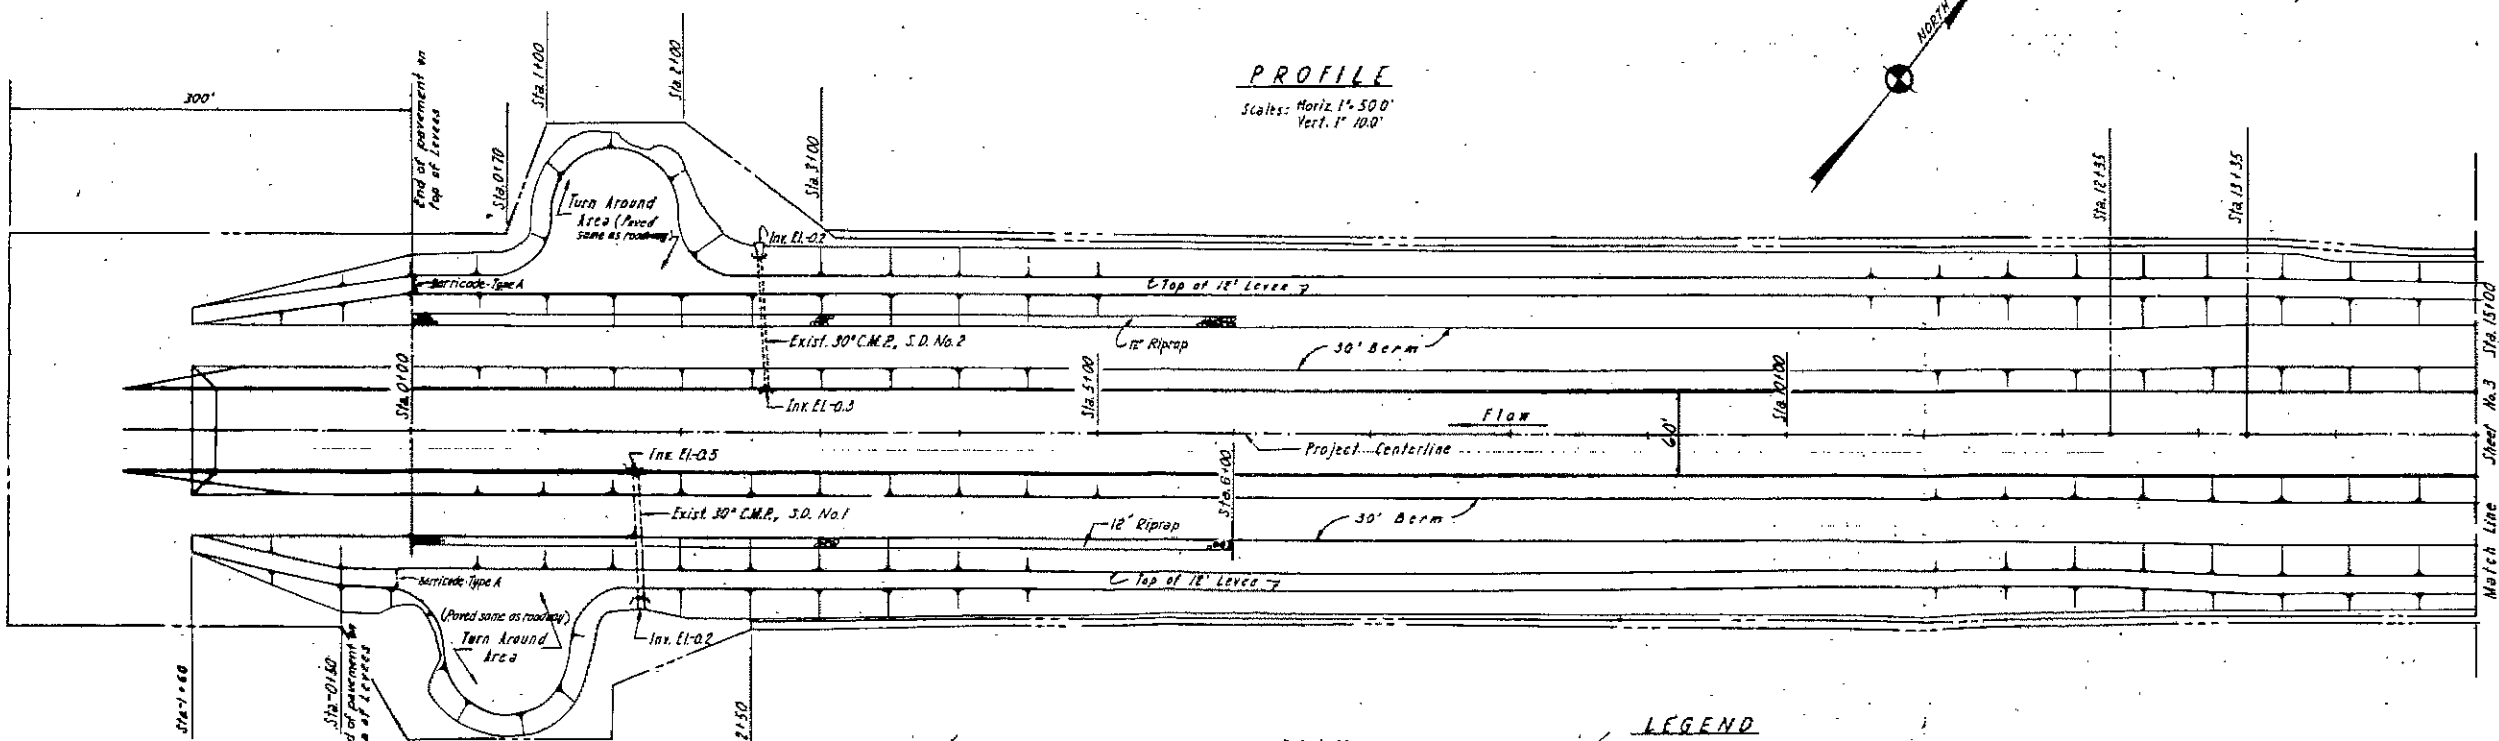 NORTH
PROFILE
Scales: Horiz. 1"=50.0'
Vert. 1" 10.0'
300'
End of pavement on
top of Levees
Sta. 0+70
Sta. 1+00
Sta. 2+00
Sta. 3+00
Sta. 12+35
Sta. 13+35
Turn Around
Area (Paved
same as roadway)
Inv. El.-0.2
Barricade-Type A
Top of 12' Levee
Exist. 30" C.M.P., S.D. No.2
12" Riprap
30' Berm
Sta. 0+00
Inv. El.-0.5
Sta. 5+00
Sta. 10+00
Flow
60'
Project Centerline
Inv. El.-0.5
Sta. 6+00
Exist. 30" C.M.P., S.D. No.1
12" Riprap
30' Berm
Barricade-Type A
Top of 12' Levee
(Paved same as roadway)
Turn Around
Area
Inv. El.-0.2
Match Line Sheet No.3 Sta. 15+00
Sta.-1+60
Sta.-0+50
of pavement
of Levees
2+50
LEGEND